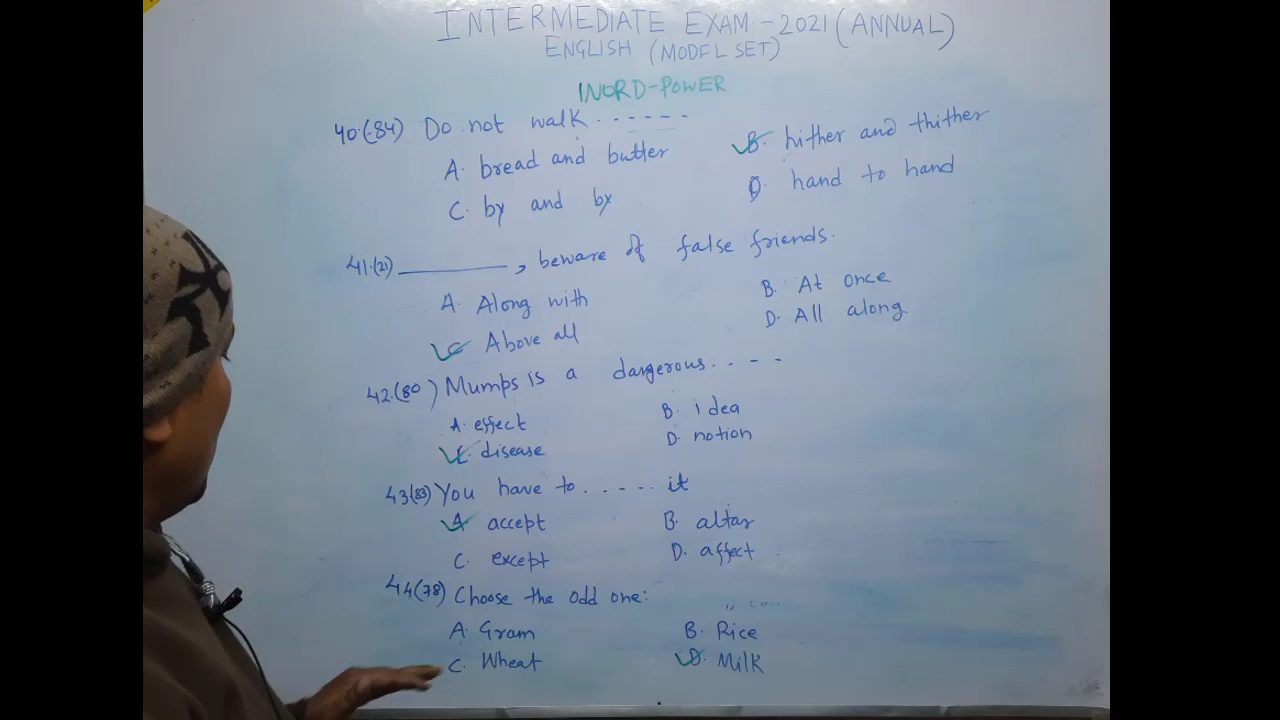 INTERMEDIATE EXAM - 2021 (ANNUAL)
ENGLISH (MODEL SET)
WORD-POWER
40.(84) Do not walk . - - - - - -
A. bread and butter B. hither and thither
C. by and by D. hand to hand
41.(21) ________, beware of false friends.
A. Along with B. At once
C Above all D. All along.
42.(80) Mumps is a dangerous. . - - -
A. effect B. idea
C. disease D. notion
43(83) You have to . . - - - . it
A accept B. altar
C. except D. affect
44(78) Choose the odd one:
A. Gram B. Rice
C. Wheat D. Milk